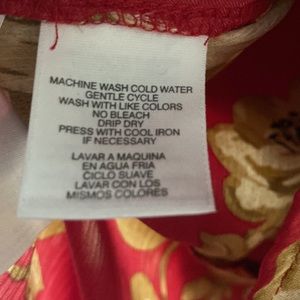 MACHINE WASH COLD WATER
GENTLE CYCLE
WASH WITH LIKE COLORS
NO BLEACH
DRIP DRY
PRESS WITH COOL IRON
IF NECESSARY
LAVAR A MAQUINA
EN AGUA FRIA
CICLO SUAVE
LAVAR CON LOS
MISMOS COLORES